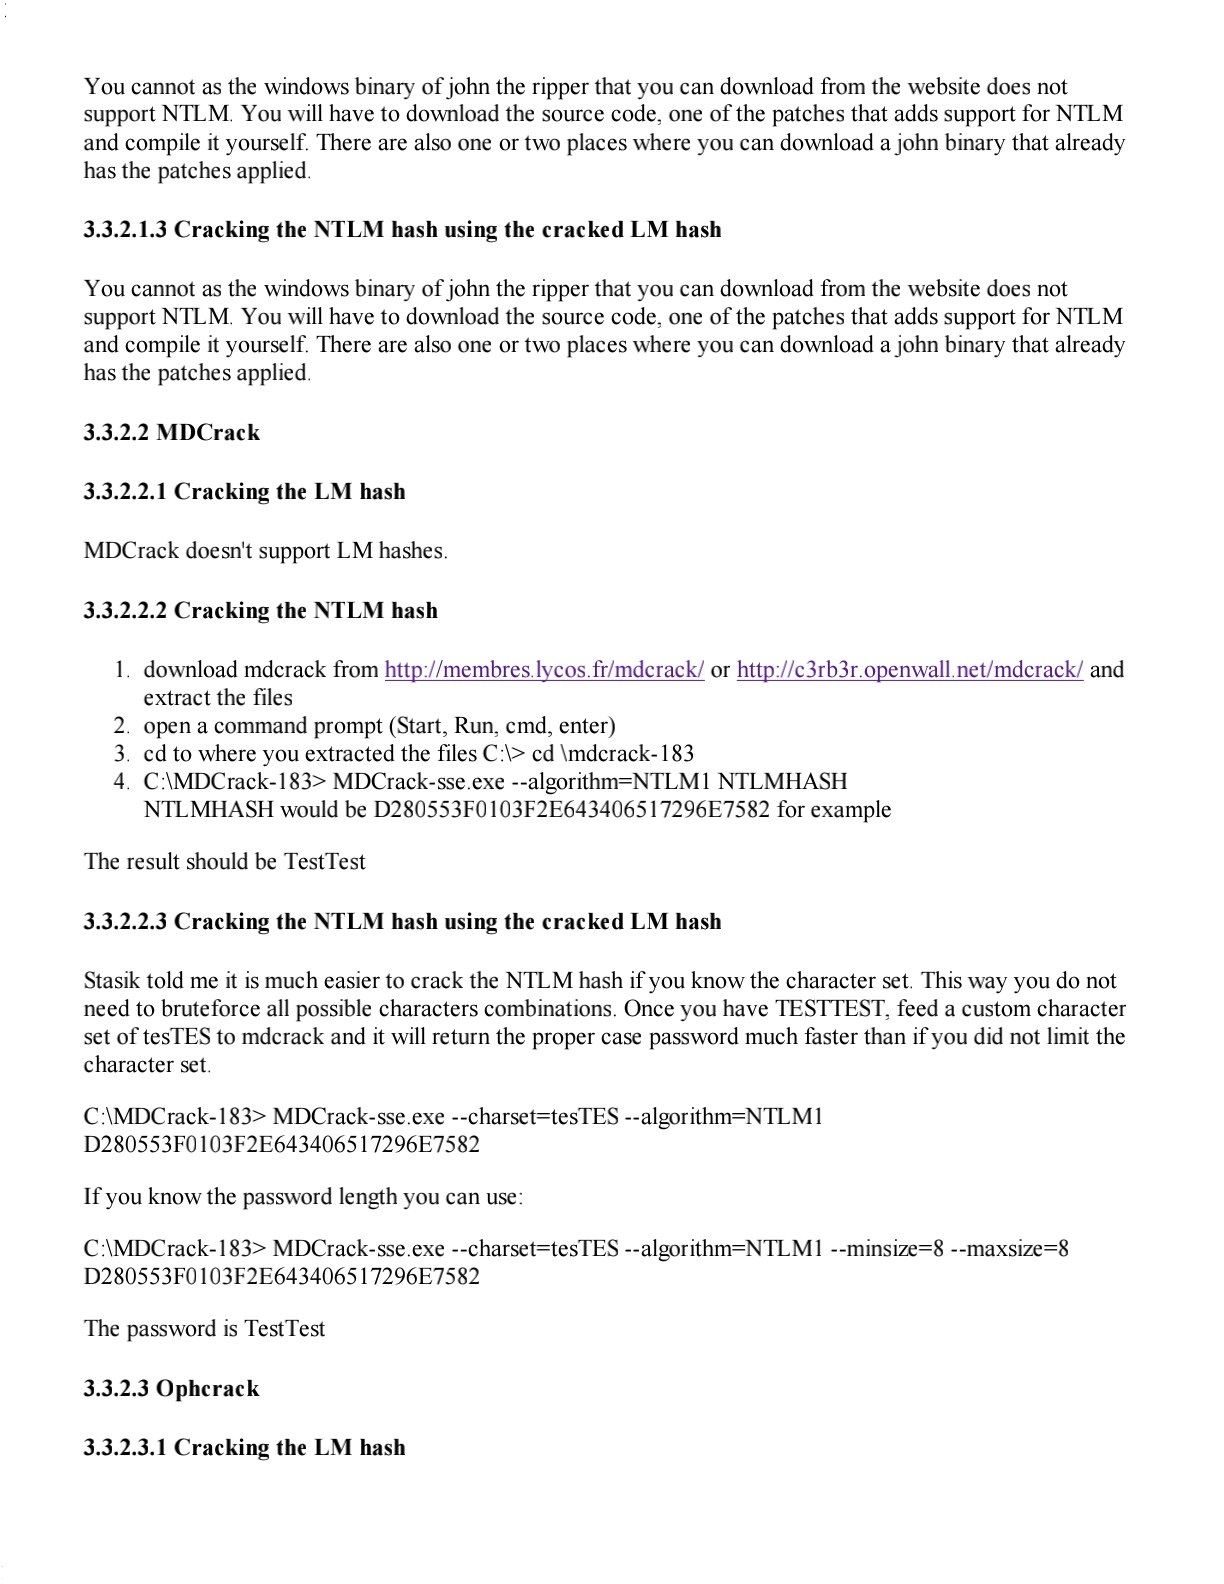 You cannot as the windows binary of john the ripper that you can download from the website does not
support NTLM. You will have to download the source code, one of the patches that adds support for NTLM
and compile it yourself. There are also one or two places where you can download a john binary that already
has the patches applied.
3.3.2.1.3 Cracking the NTLM hash using the cracked LM hash
You cannot as the windows binary of john the ripper that you can download from the website does not
support NTLM. You will have to download the source code, one of the patches that adds support for NTLM
and compile it yourself. There are also one or two places where you can download a john binary that already
has the patches applied.
3.3.2.2 MDCrack
3.3.2.2.1 Cracking the LM hash
MDCrack doesn't support LM hashes.
3.3.2.2.2 Cracking the NTLM hash
1. download mdcrack from http://membres.lycos.fr/mdcrack/ or http://c3rb3r.openwall.net/mdcrack/ and
extract the files
2. open a command prompt (Start, Run, cmd, enter)
3. cd to where you extracted the files C:\> cd \mdcrack-183
4. C:\MDCrack-183> MDCrack-sse.exe --algorithm=NTLM1 NTLMHASH
NTLMHASH would be D280553F0103F2E643406517296E7582 for example
The result should be TestTest
3.3.2.2.3 Cracking the NTLM hash using the cracked LM hash
Stasik told me it is much easier to crack the NTLM hash if you know the character set. This way you do not
need to bruteforce all possible characters combinations. Once you have TESTTEST, feed a custom character
set of tesTES to mdcrack and it will return the proper case password much faster than if you did not limit the
character set.
C:\MDCrack-183> MDCrack-sse.exe --charset=tesTES --algorithm=NTLM1
D280553F0103F2E643406517296E7582
If you know the password length you can use:
C:\MDCrack-183> MDCrack-sse.exe --charset=tesTES --algorithm=NTLM1 --minsize=8 --maxsize=8
D280553F0103F2E643406517296E7582
The password is TestTest
3.3.2.3 Ophcrack
3.3.2.3.1 Cracking the LM hash